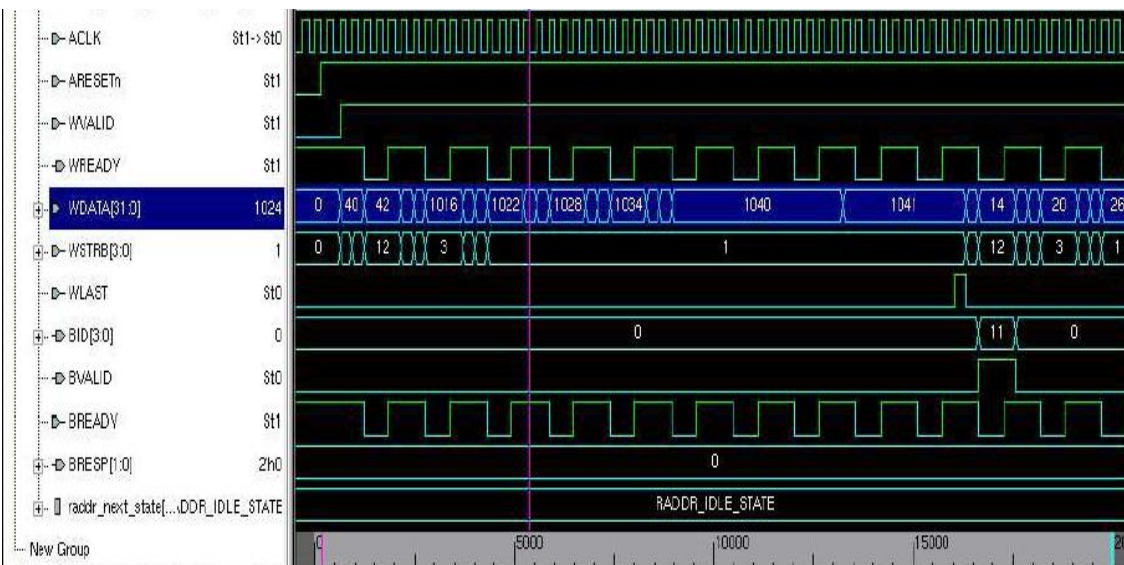 ACLK St1->St0
ARESETn St1
WVALID St1
WREADY St1
WDATA[31:0] 1024 0 40 42 1016 1022 1028 1034 1040 1041 14 20 26
WSTRB[3:0] 1 0 12 3 1 12 3 1
WLAST St0
BID[3:0] 0 0 11 0
BVALID St0
BREADY St1
BRESP[1:0] 2'h0 0
raddr_next_state[...\DDR_IDLE_STATE RADDR_IDLE_STATE
New Group 0 5000 10000 15000